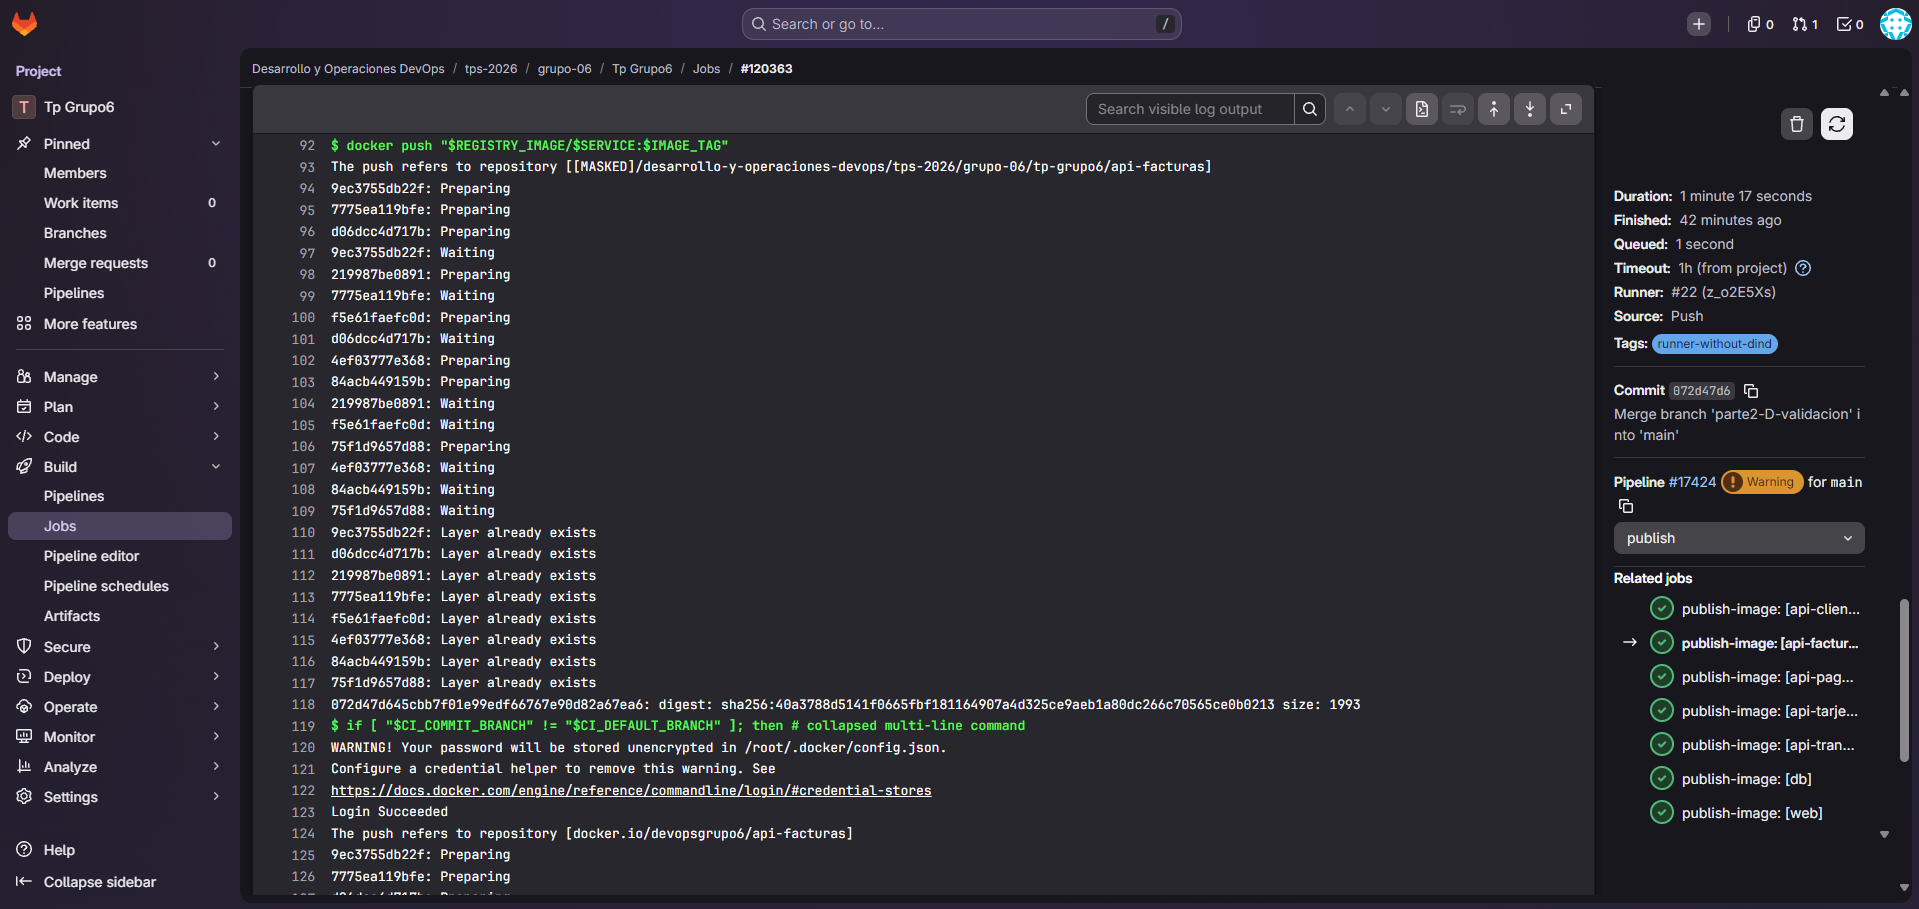 Search or go to...
/
0
1
0
Project
T Tp Grupo6
Pinned
Members
Work items 0
Branches
Merge requests 0
Pipelines
More features
Manage
Plan
Code
Build
Pipelines
Jobs
Pipeline editor
Pipeline schedules
Artifacts
Secure
Deploy
Operate
Monitor
Analyze
Settings
Help
Collapse sidebar
Desarrollo y Operaciones DevOps / tps-2026 / grupo-06 / Tp Grupo6 / Jobs / #120363
Search visible log output
92 $ docker push "$REGISTRY_IMAGE/$SERVICE:$IMAGE_TAG"
93 The push refers to repository [[MASKED]/desarrollo-y-operaciones-devops/tps-2026/grupo-06/tp-grupo6/api-facturas]
94 9ec3755db22f: Preparing
95 7775ea119bfe: Preparing
96 d06dcc4d717b: Preparing
97 9ec3755db22f: Waiting
98 219987be0891: Preparing
99 7775ea119bfe: Waiting
100 f5e61faefc0d: Preparing
101 d06dcc4d717b: Waiting
102 4ef03777e368: Preparing
103 84acb449159b: Preparing
104 219987be0891: Waiting
105 f5e61faefc0d: Waiting
106 75f1d9657d88: Preparing
107 4ef03777e368: Waiting
108 84acb449159b: Waiting
109 75f1d9657d88: Waiting
110 9ec3755db22f: Layer already exists
111 d06dcc4d717b: Layer already exists
112 219987be0891: Layer already exists
113 7775ea119bfe: Layer already exists
114 f5e61faefc0d: Layer already exists
115 4ef03777e368: Layer already exists
116 84acb449159b: Layer already exists
117 75f1d9657d88: Layer already exists
118 072d47d645cbb7f01e99edf66767e90d82a67ea6: digest: sha256:40a3788d5141f0665fbf181164907a4d325ce9aeb1a80dc266c70565ce0b0213 size: 1993
119 $ if [ "$CI_COMMIT_BRANCH" != "$CI_DEFAULT_BRANCH" ]; then # collapsed multi-line command
120 WARNING! Your password will be stored unencrypted in /root/.docker/config.json.
121 Configure a credential helper to remove this warning. See
122 https://docs.docker.com/engine/reference/commandline/login/#credential-stores
123 Login Succeeded
124 The push refers to repository [docker.io/devopsgrupo6/api-facturas]
125 9ec3755db22f: Preparing
126 7775ea119bfe: Preparing
Duration: 1 minute 17 seconds
Finished: 42 minutes ago
Queued: 1 second
Timeout: 1h (from project)
Runner: #22 (z_o2E5Xs)
Source: Push
Tags: runner-without-dind
Commit 072d47d6
Merge branch 'parte2-D-validacion' i
nto 'main'
Pipeline #17424 Warning for main
publish
Related jobs
publish-image: [api-clien...
publish-image: [api-factur...
publish-image: [api-pag...
publish-image: [api-tarje...
publish-image: [api-tran...
publish-image: [db]
publish-image: [web]